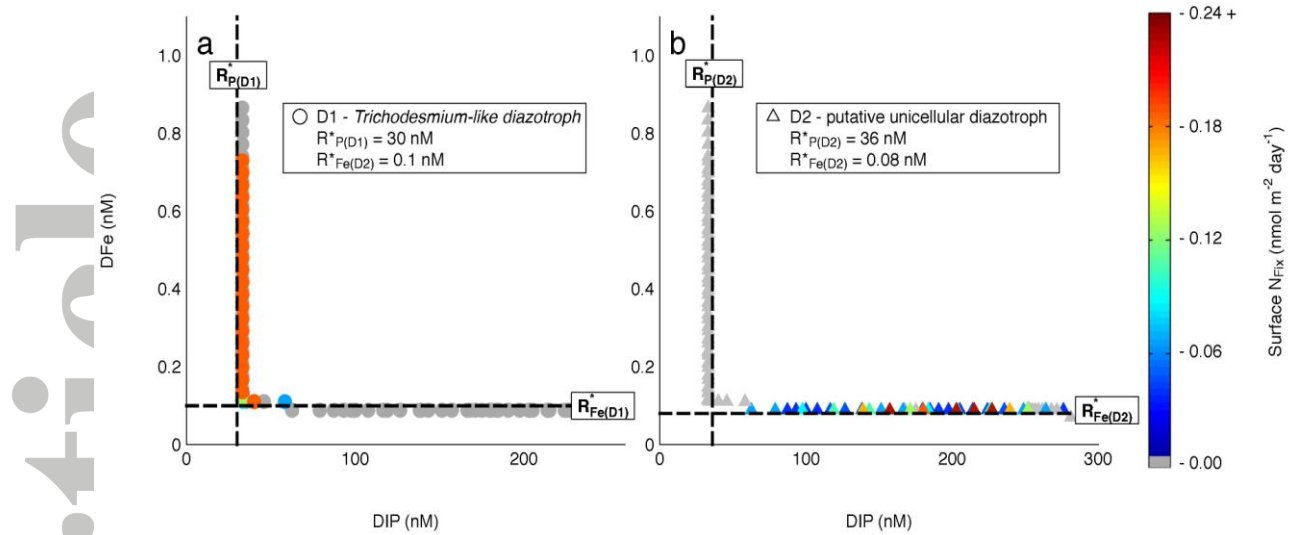 a
R*P(D1)
D1 - Trichodesmium-like diazotroph
R*P(D1) = 30 nM
R*Fe(D2) = 0.1 nM
R*Fe(D1)
1.0
0.8
0.6
0.4
0.2
0
0
100
200
DFe (nM)
DIP (nM)
b
R*P(D2)
D2 - putative unicellular diazotroph
R*P(D2) = 36 nM
R*Fe(D2) = 0.08 nM
R*Fe(D2)
1.0
0.8
0.6
0.4
0.2
0
0
100
200
300
DIP (nM)
- 0.24 +
- 0.18
- 0.12
- 0.06
- 0.00
Surface NFix (nmol m-2 day-1)
ticle